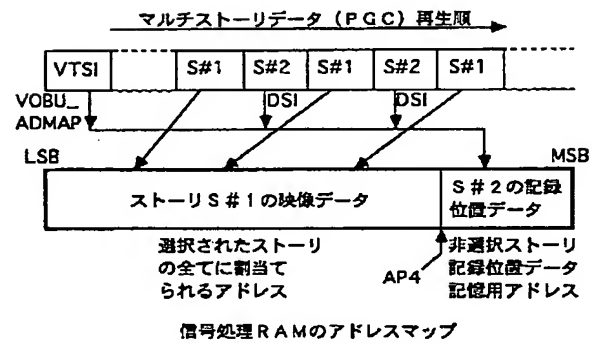 マルチストーリデータ（PGC）再生順
VTSI S#1 S#2 S#1 S#2 S#1
VOBU_ DSI DSI
ADMAP
LSB MSB
ストーリS#1の映像データ S#2の記録
位置データ
選択されたストーリ
の全てに割当て
られるアドレス
AP4
非選択ストーリ
記録位置データ
記憶用アドレス
信号処理RAMのアドレスマップ